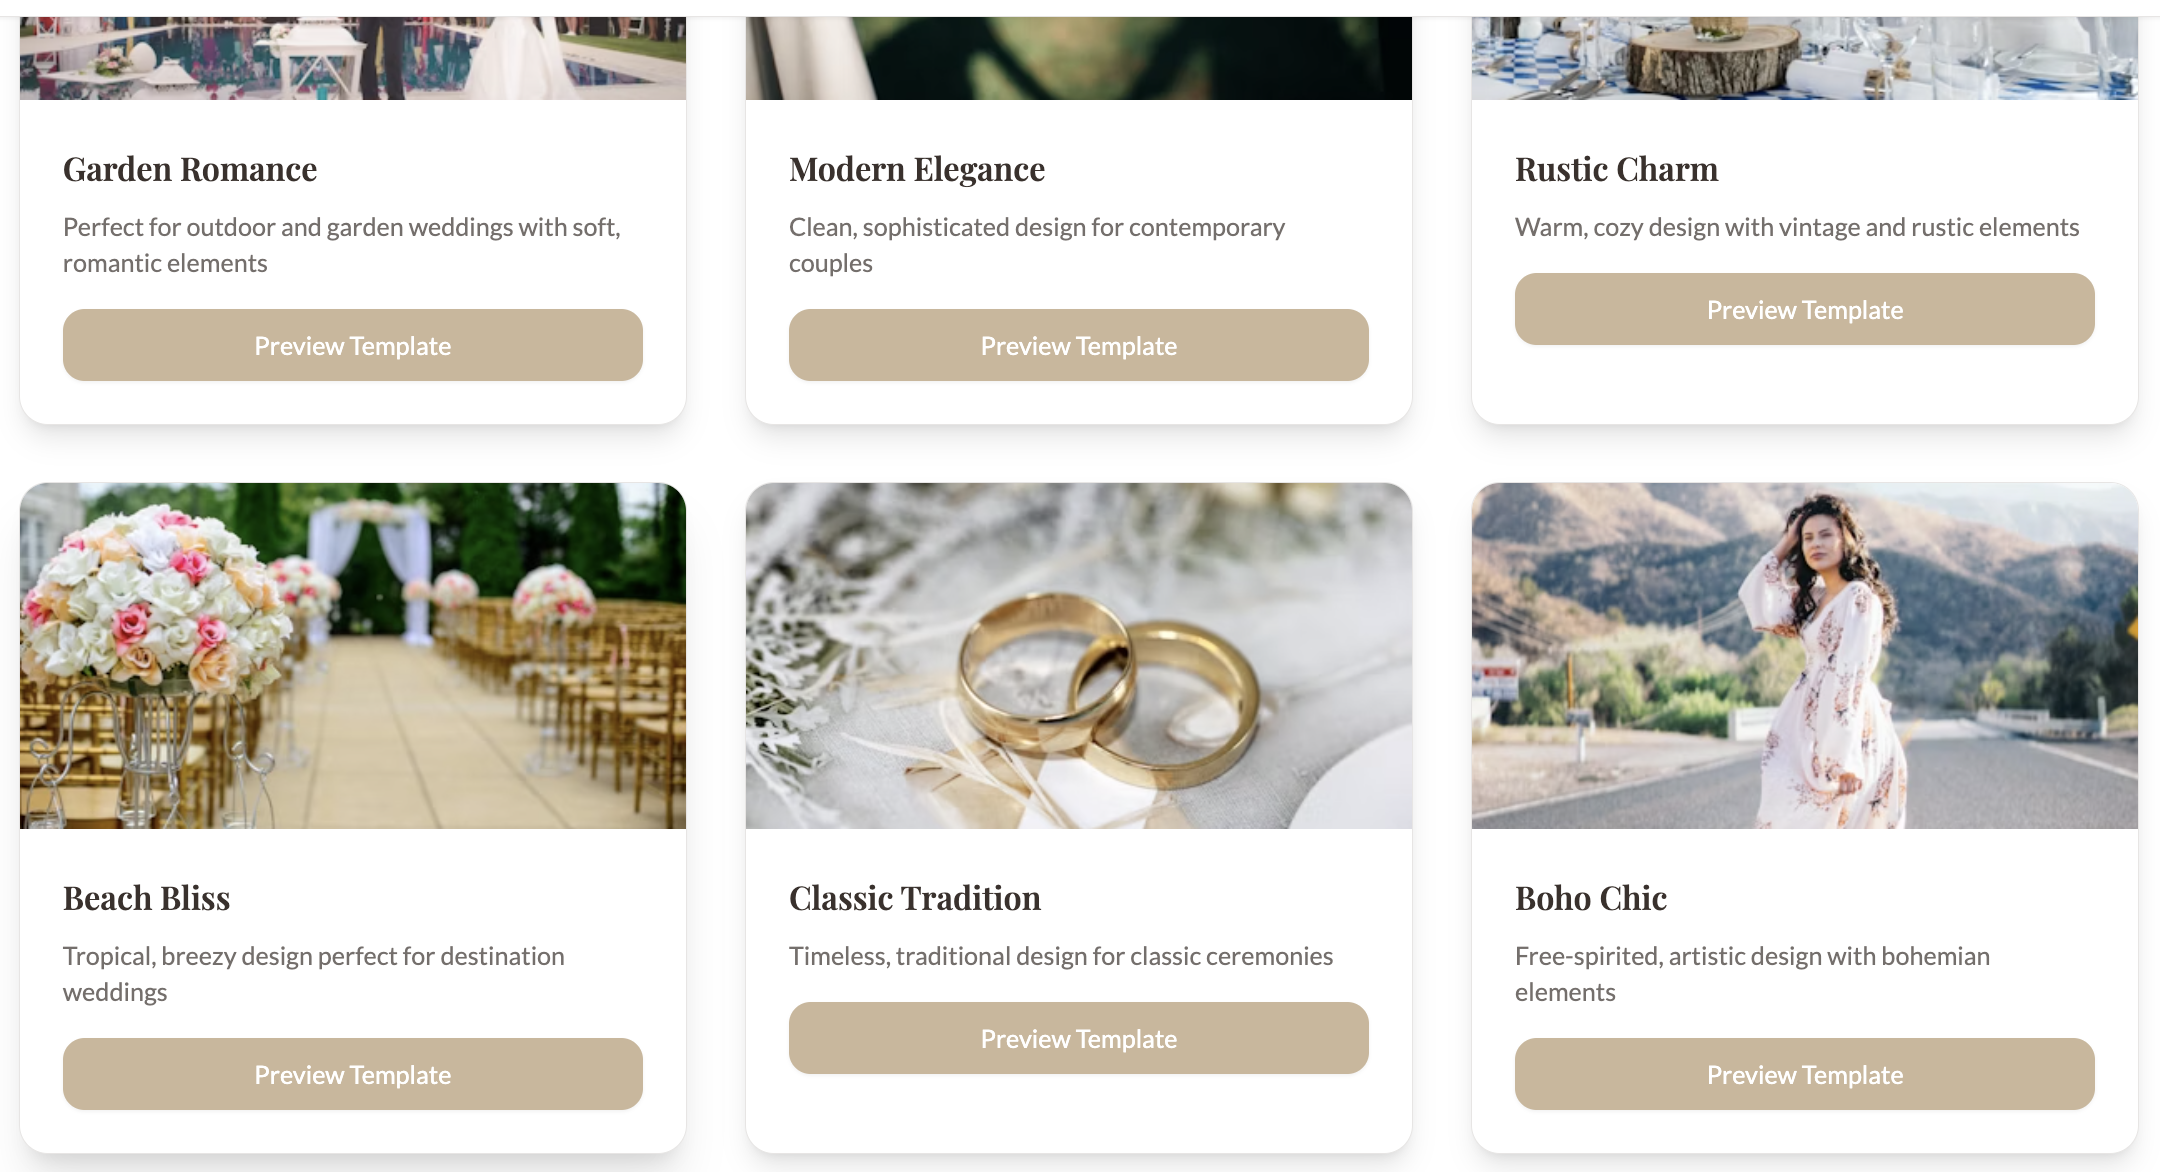 Garden Romance
Perfect for outdoor and garden weddings with soft,
romantic elements
Preview Template
Modern Elegance
Clean, sophisticated design for contemporary
couples
Preview Template
Rustic Charm
Warm, cozy design with vintage and rustic elements
Preview Template
Beach Bliss
Tropical, breezy design perfect for destination
weddings
Preview Template
Classic Tradition
Timeless, traditional design for classic ceremonies
Preview Template
Boho Chic
Free-spirited, artistic design with bohemian
elements
Preview Template